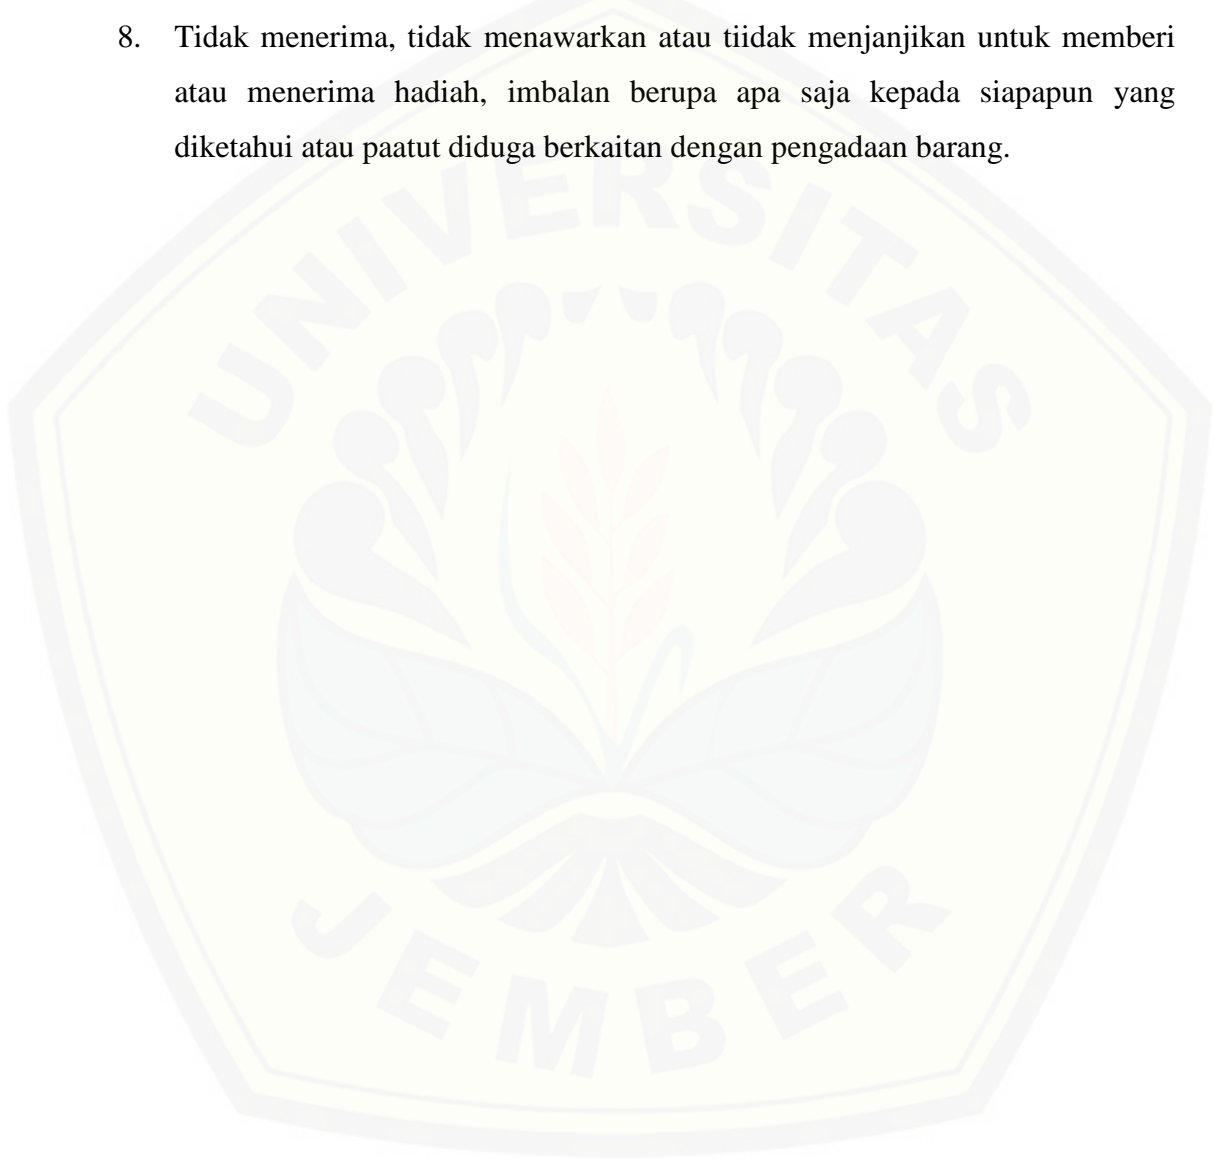 8. Tidak menerima, tidak menawarkan atau tiidak menjanjikan untuk memberi
atau menerima hadiah, imbalan berupa apa saja kepada siapapun yang
diketahui atau paatut diduga berkaitan dengan pengadaan barang.
UNIVERSITAS
JEMBER